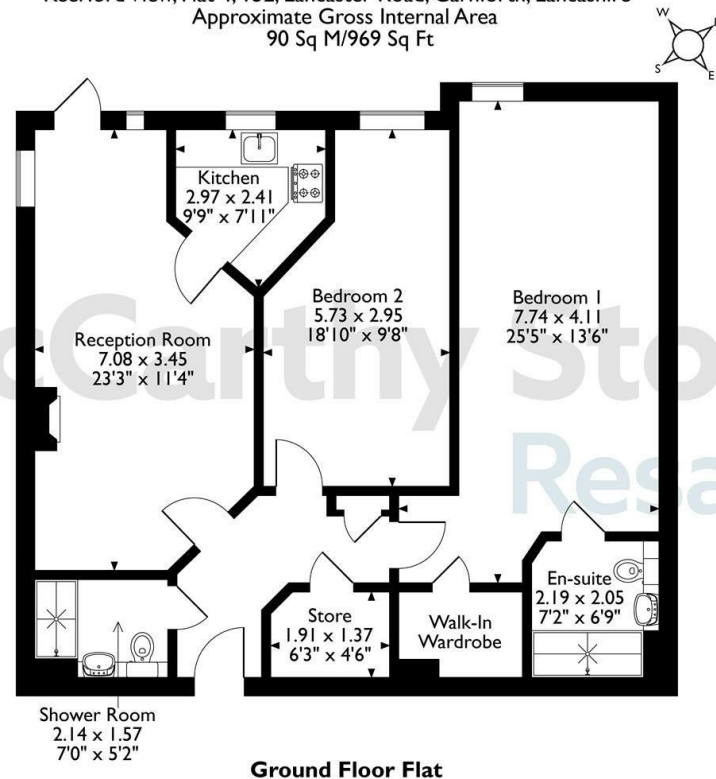 Approximate Gross Internal Area
90 Sq M/969 Sq Ft
W
S
E
Kitchen
2.97 x 2.41
9'9" x 7'11"
Bedroom 2
5.73 x 2.95
18'10" x 9'8"
Bedroom 1
7.74 x 4.11
25'5" x 13'6"
Reception Room
7.08 x 3.45
23'3" x 11'4"
En-suite
2.19 x 2.05
7'2" x 6'9"
Store
1.91 x 1.37
6'3" x 4'6"
Walk-In
Wardrobe
Shower Room
2.14 x 1.57
7'0" x 5'2"
Ground Floor Flat